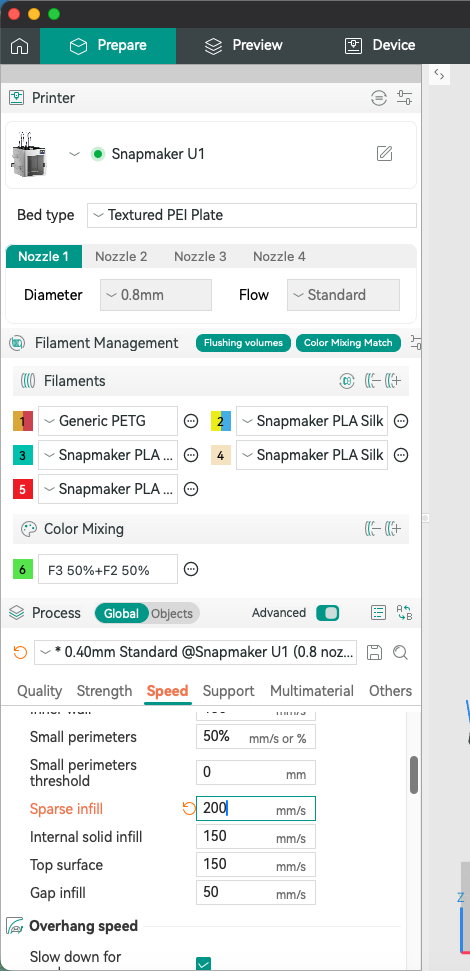 Prepare
Preview
Device
Printer
Snapmaker U1
Bed type
Textured PEI Plate
Nozzle 1
Nozzle 2
Nozzle 3
Nozzle 4
Diameter
0.8mm
Flow
Standard
Filament Management
Flushing volumes
Color Mixing Match
Filaments
1
Generic PETG
2
Snapmaker PLA Silk
3
Snapmaker PLA ...
4
Snapmaker PLA Silk
5
Snapmaker PLA ...
Color Mixing
6
F3 50%+F2 50%
Process
Global
Objects
Advanced
* 0.40mm Standard @Snapmaker U1 (0.8 noz...
Quality
Strength
Speed
Support
Multimaterial
Others
Small perimeters
50%
mm/s or %
Small perimeters
threshold
0
mm
Sparse infill
200
mm/s
Internal solid infill
150
mm/s
Top surface
150
mm/s
Gap infill
50
mm/s
Overhang speed
Slow down for
Z